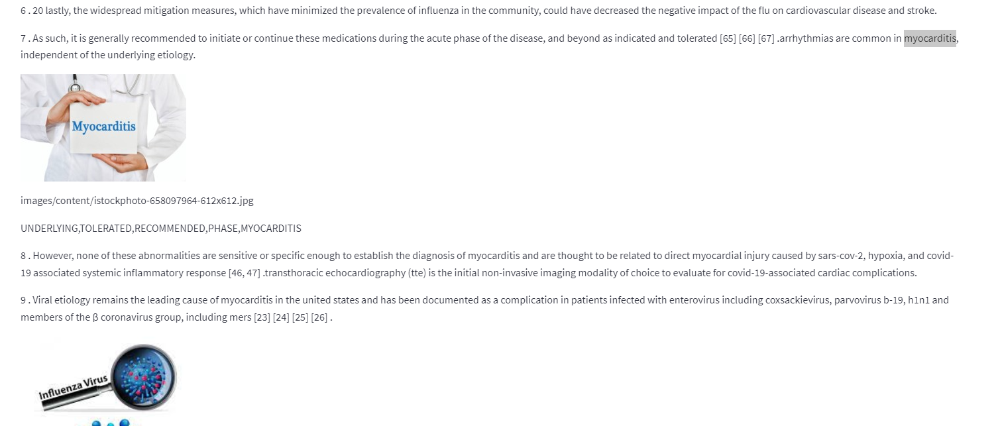 6 . 20 lastly, the widespread mitigation measures, which have minimized the prevalence of influenza in the community, could have decreased the negative impact of the flu on cardiovascular disease and stroke.
7 . As such, it is generally recommended to initiate or continue these medications during the acute phase of the disease, and beyond as indicated and tolerated [65] [66] [67] .arrhythmias are common in myocarditis,
independent of the underlying etiology.
Myocarditis
images/content/istockphoto-658097964-612x612.jpg
UNDERLYING,TOLERATED,RECOMMENDED,PHASE,MYOCARDITIS
8 . However, none of these abnormalities are sensitive or specific enough to establish the diagnosis of myocarditis and are thought to be related to direct myocardial injury caused by sars-cov-2, hypoxia, and covid-
19 associated systemic inflammatory response [46, 47] .transthoracic echocardiography (tte) is the initial non-invasive imaging modality of choice to evaluate for covid-19-associated cardiac complications.
9 . Viral etiology remains the leading cause of myocarditis in the united states and has been documented as a complication in patients infected with enterovirus including coxsackievirus, parvovirus b-19, h1n1 and
members of the β coronavirus group, including mers [23] [24] [25] [26] .
Influenza Virus